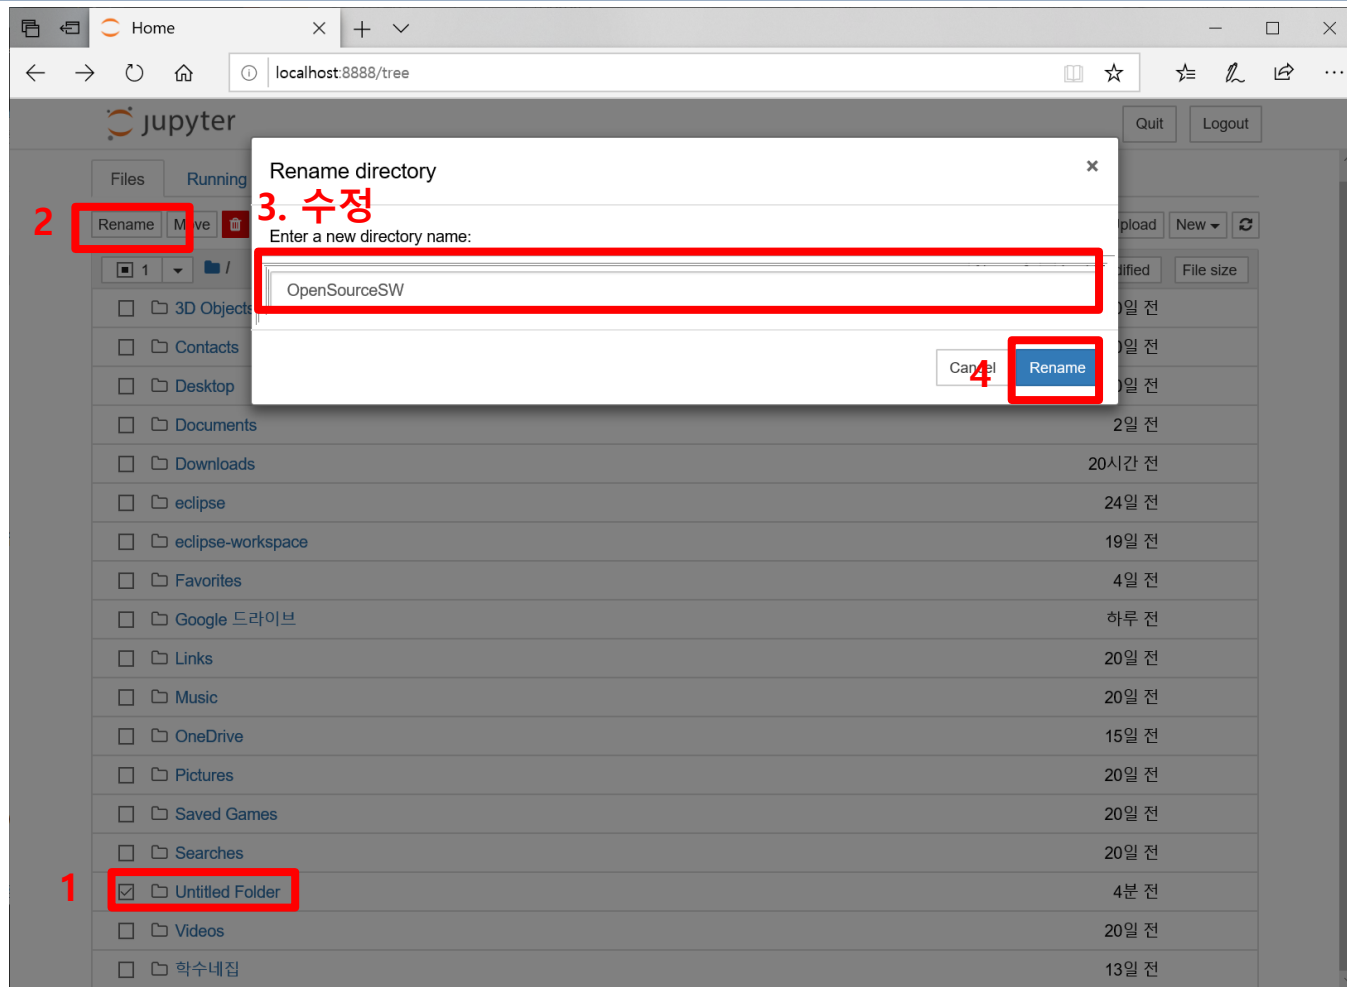 Home
localhost:8888/tree
jupyter
Quit Logout
Files Running
Rename directory
2
3. 수정
Rename Move
pload New
Enter a new directory name:
1 /
dified File size
OpenSourceSW
3D Objects
일 전
Contacts
일 전
Cancel Rename
4
Desktop
일 전
Documents 2일 전
Downloads 20시간 전
eclipse 24일 전
eclipse-workspace 19일 전
Favorites 4일 전
Google 드라이브 하루 전
Links 20일 전
Music 20일 전
OneDrive 15일 전
Pictures 20일 전
Saved Games 20일 전
Searches 20일 전
1 Untitled Folder 4분 전
Videos 20일 전
학수네집 13일 전